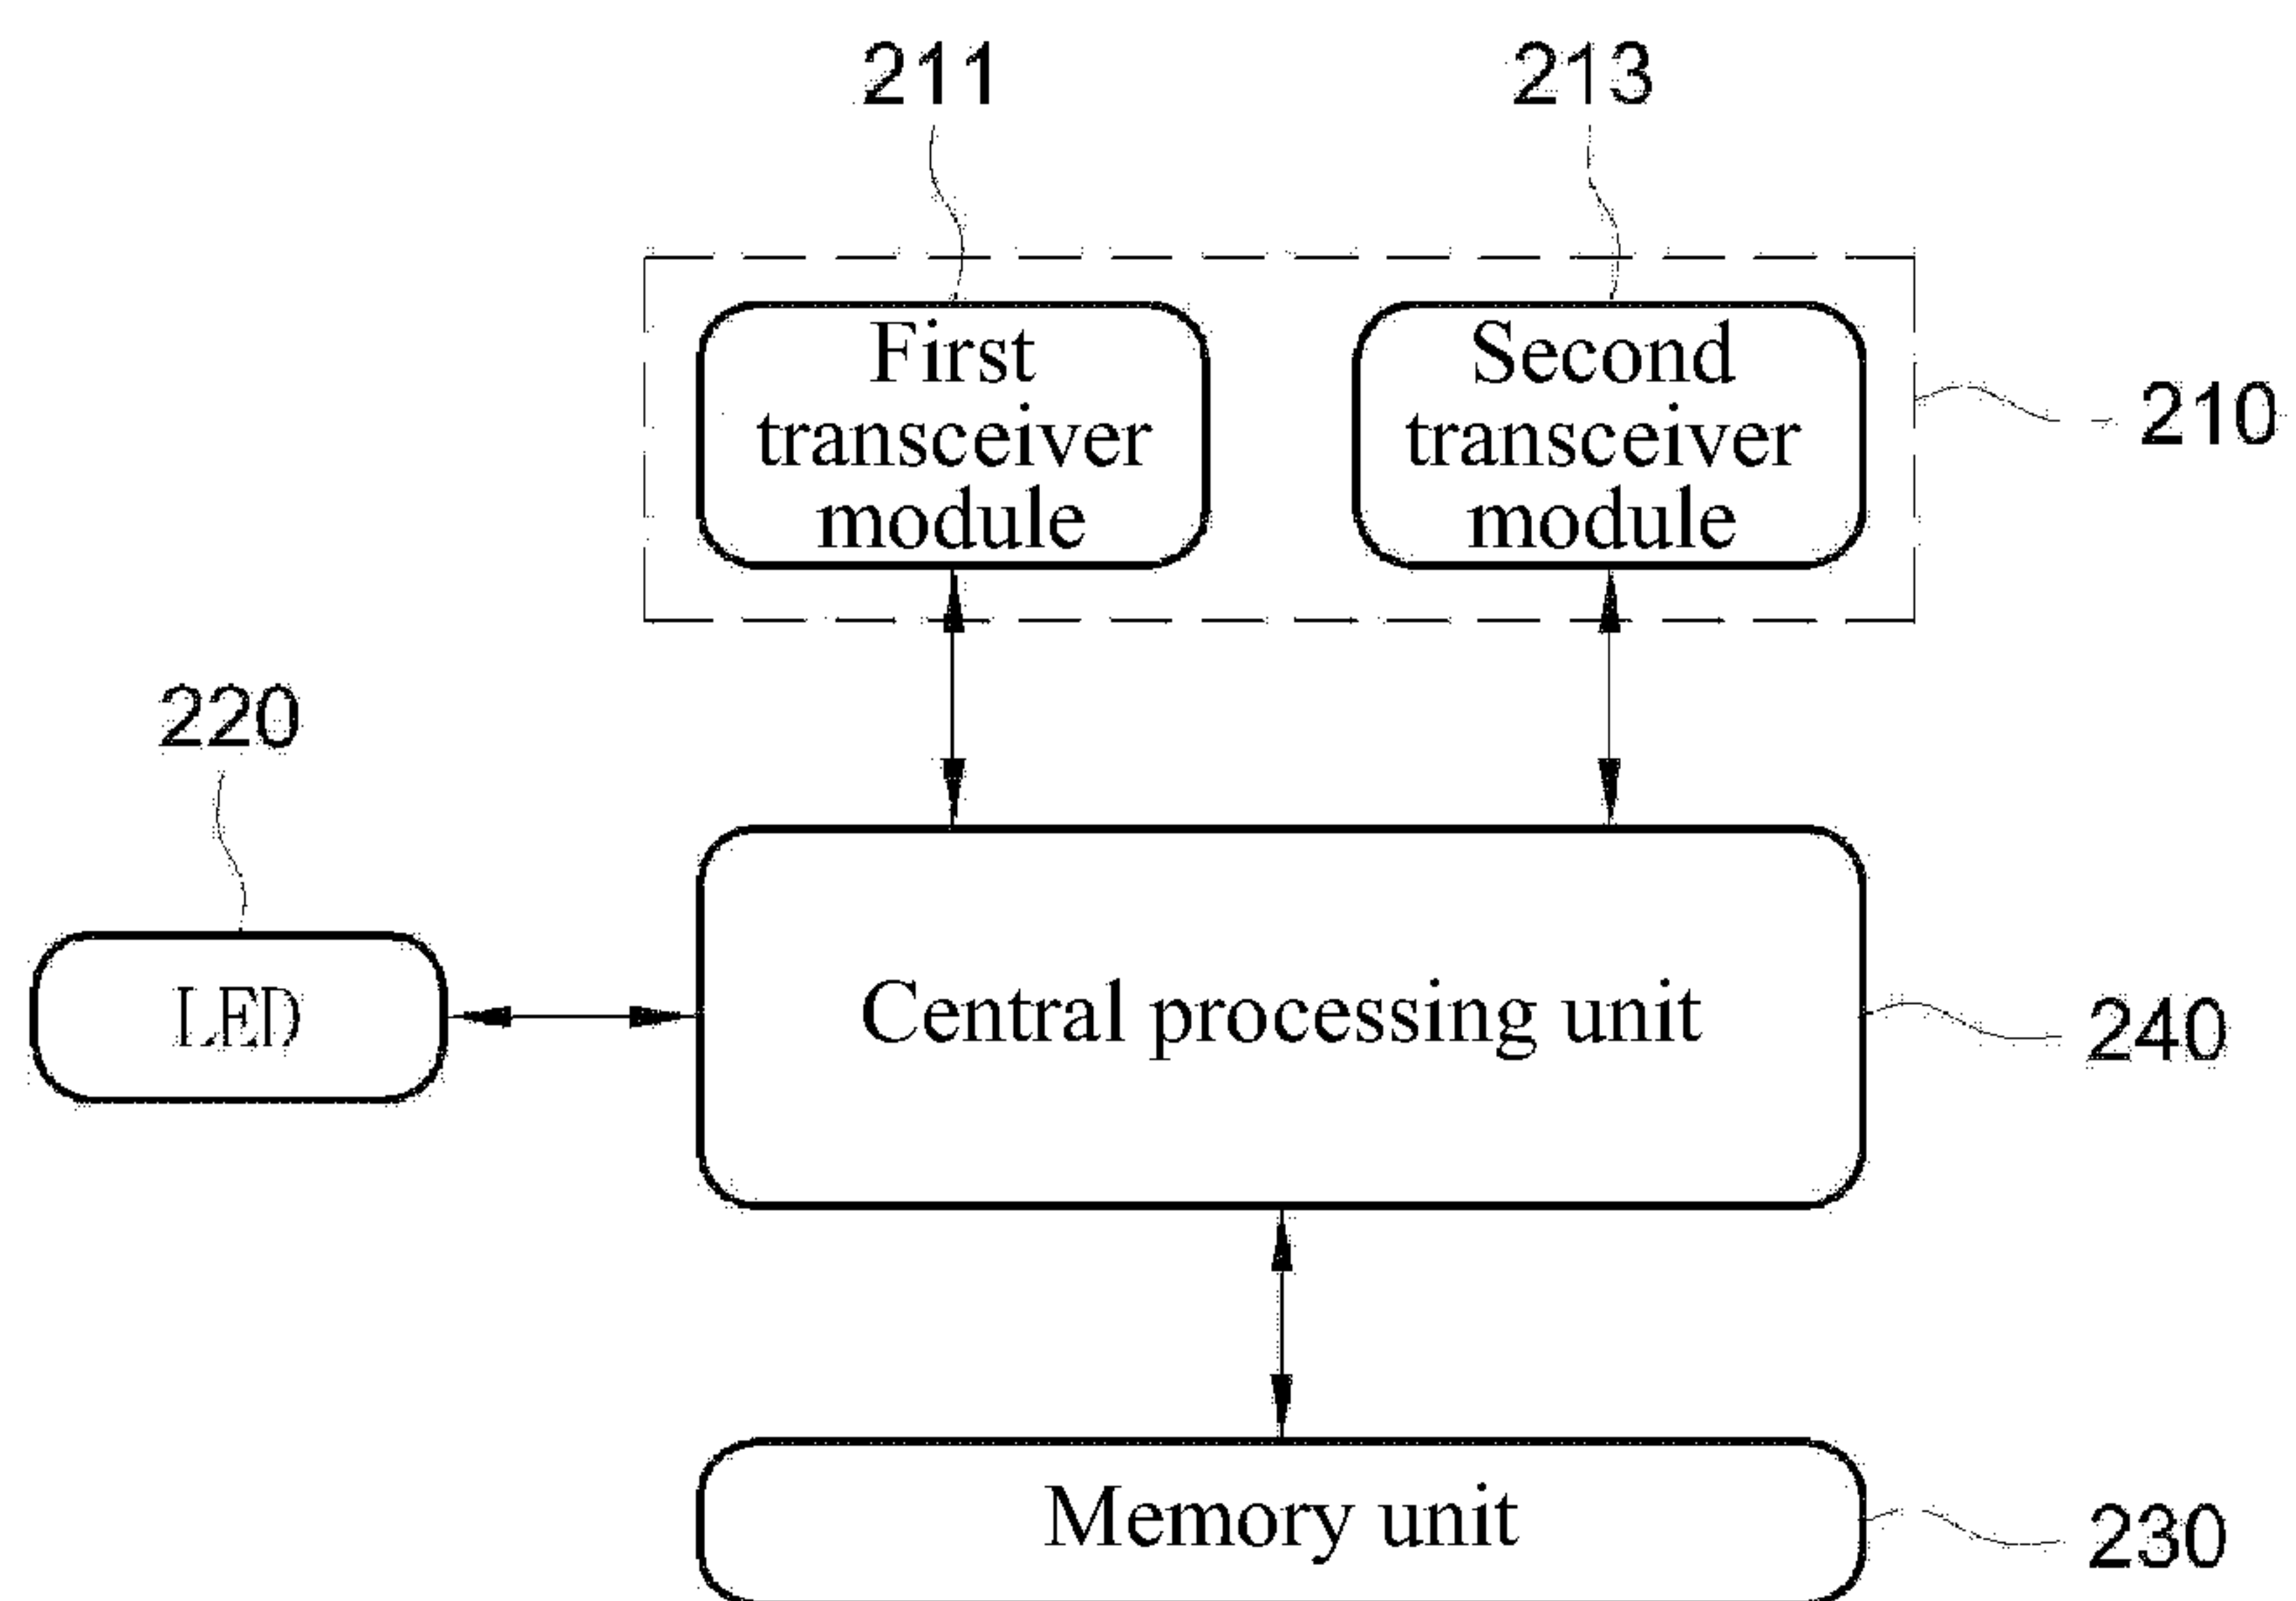 211
213
First
transceiver
module
Second
transceiver
module
210
220
LED
Central processing unit
240
Memory unit
230